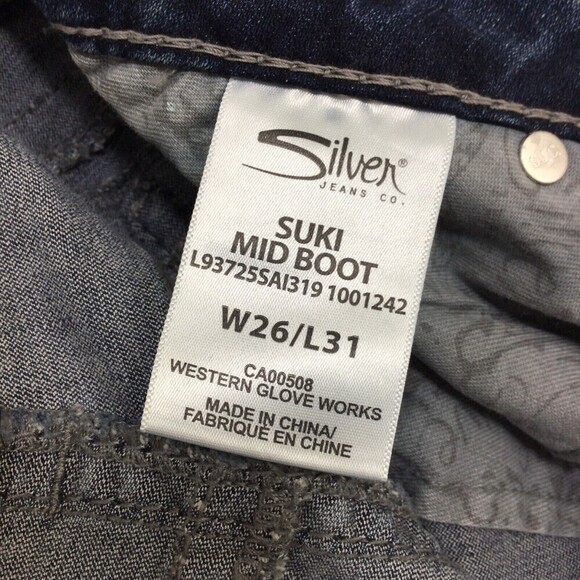 Silver®
JEANS CO.
SUKI
MID BOOT
L93725SAI319 1001242
W26/L31
CA00508
WESTERN GLOVE WORKS
MADE IN CHINA/
FABRIQUÉ EN CHINE